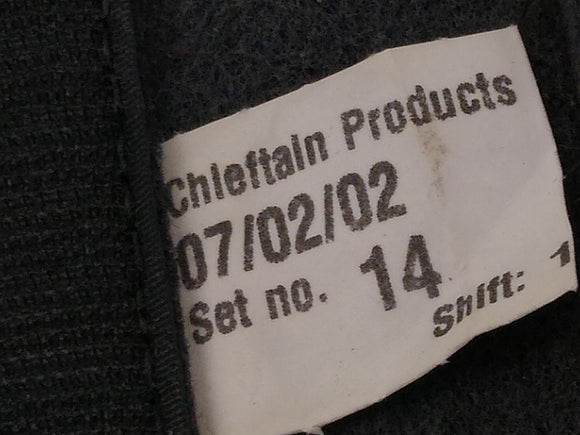 Chieftain Products
07/02/02
Set no. 14
Shift: 1